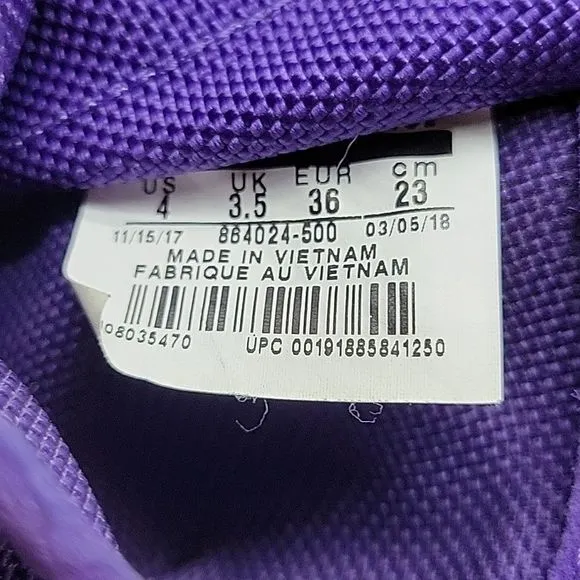 US UK EUR cm
4 3.5 36 23
11/15/17 884024-500 03/05/18
MADE IN VIETNAM
FABRIQUE AU VIETNAM
08035470 UPC 00191885841250